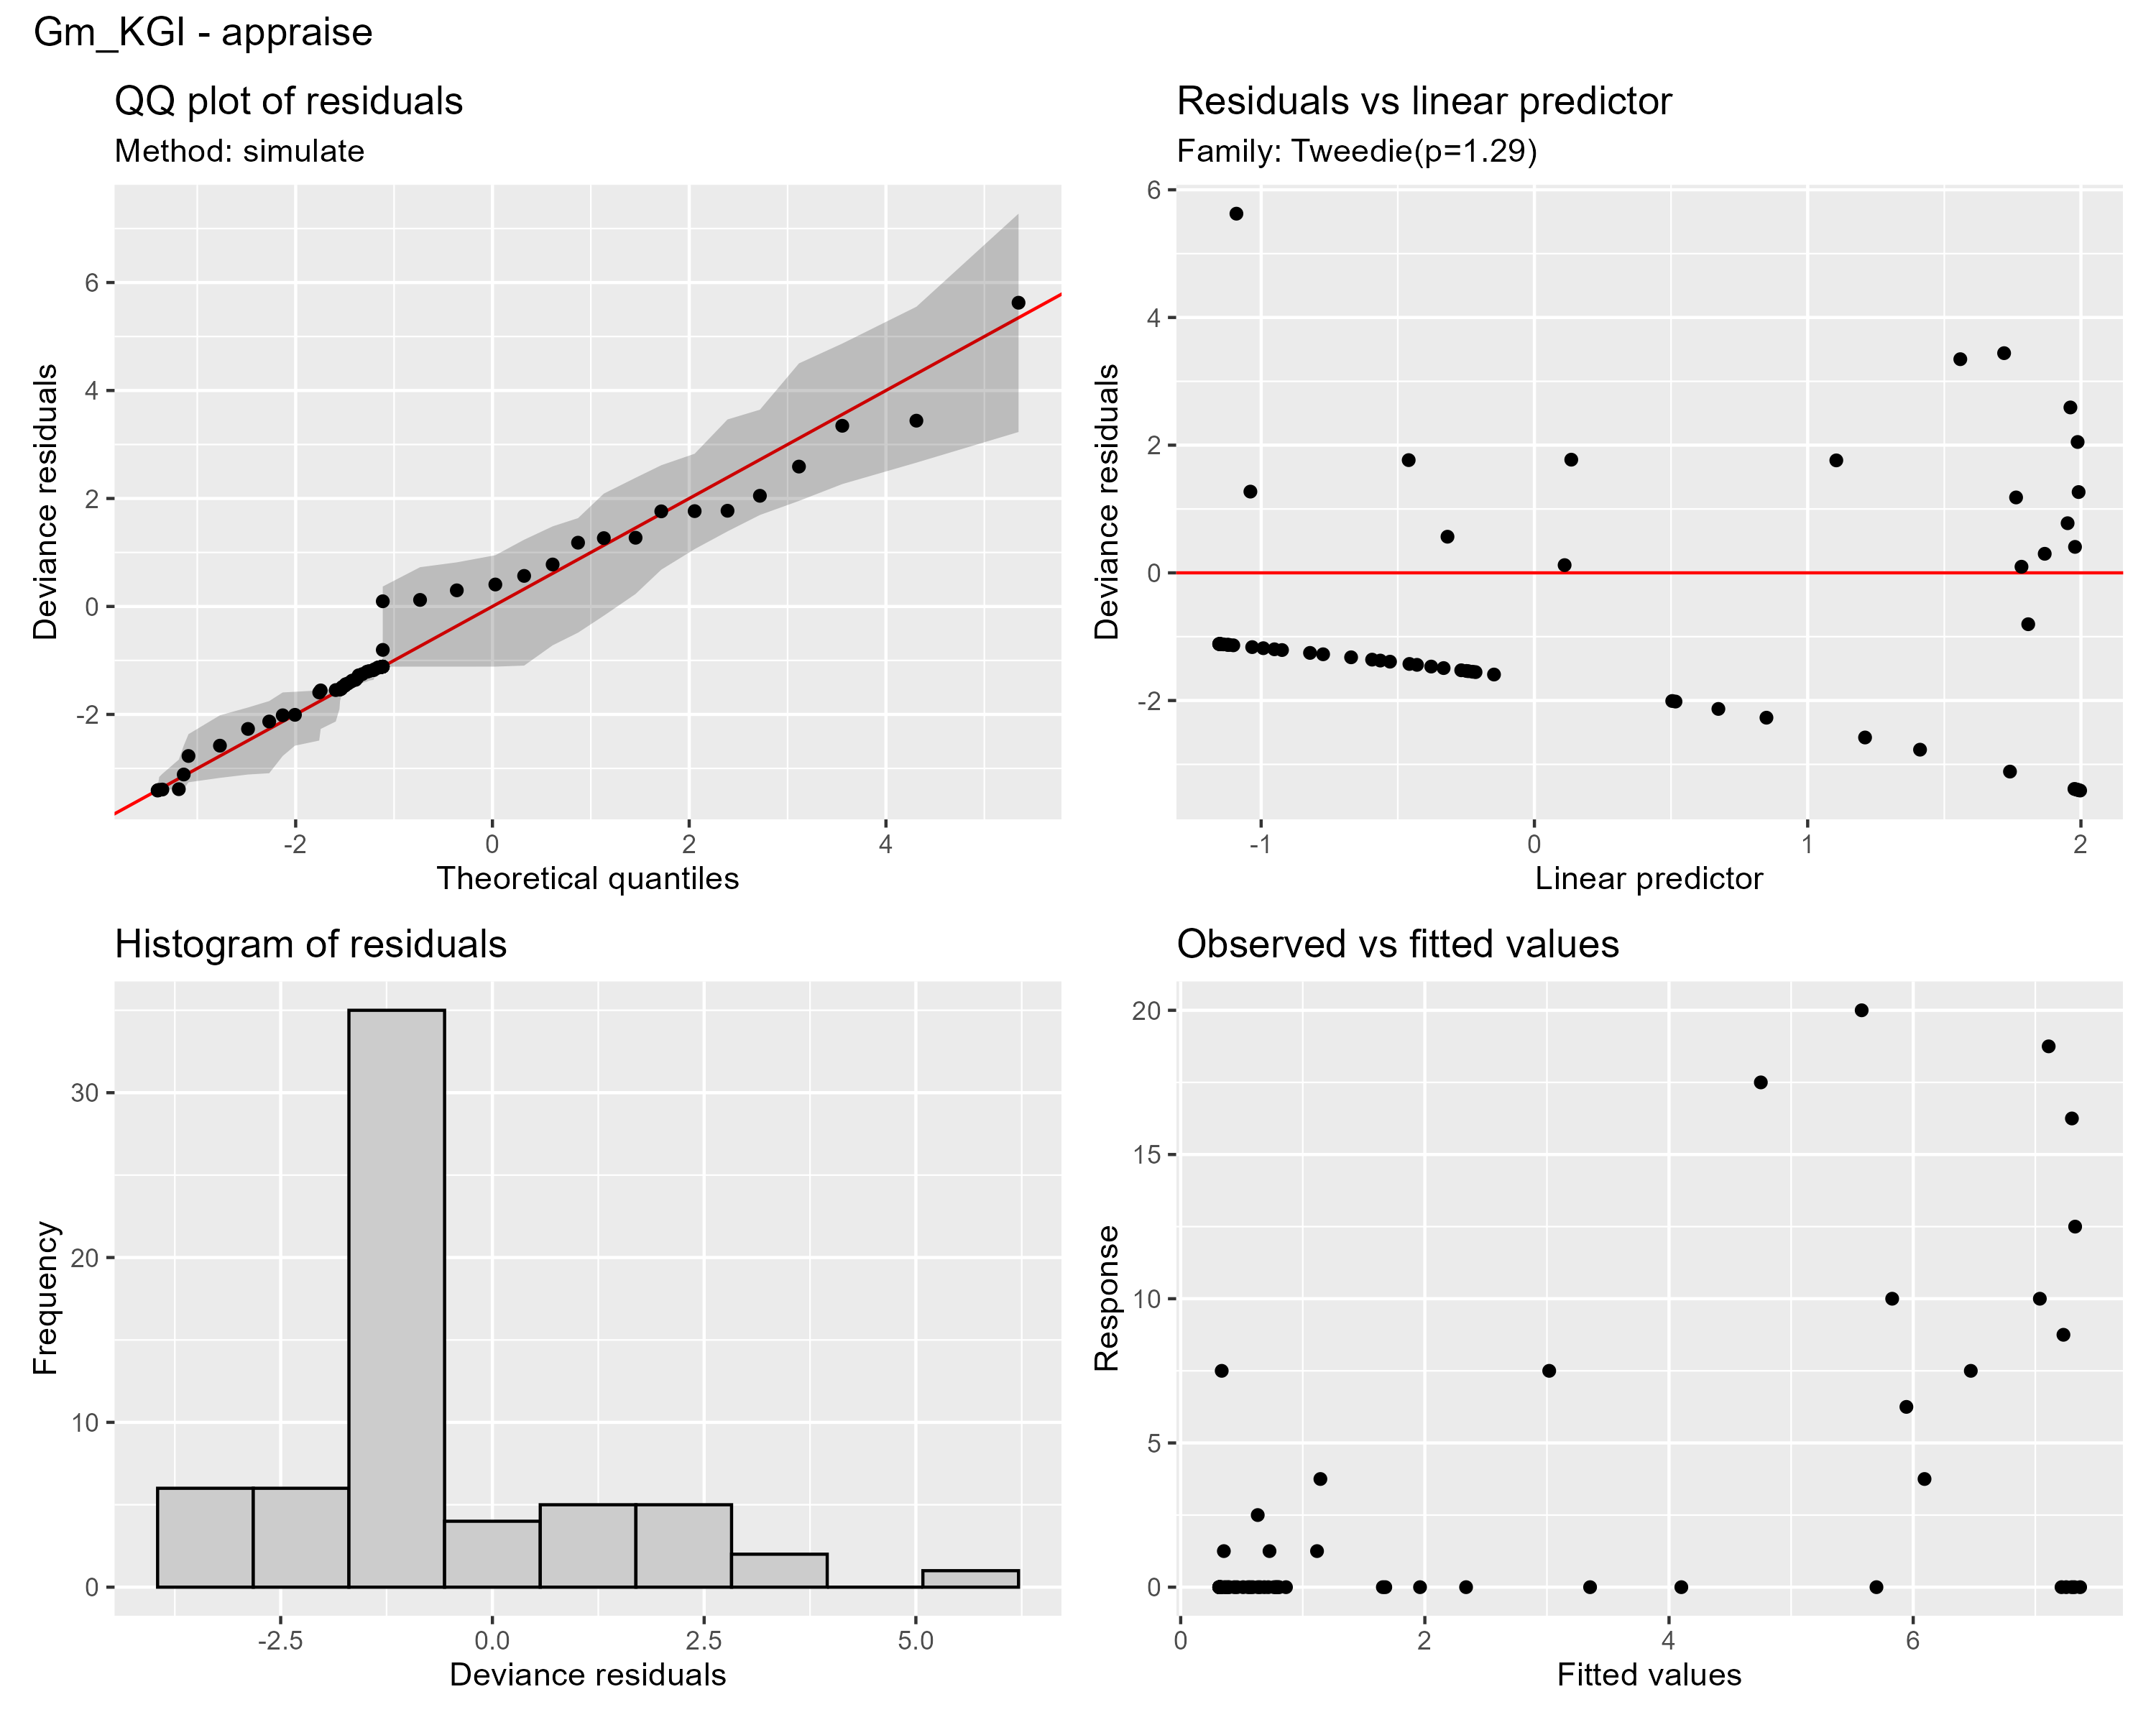 Gm_KGI - appraise
QQ plot of residuals
Method: simulate
Deviance residuals
6
4
2
0
-2
-2
0
2
4
Theoretical quantiles
Residuals vs linear predictor
Family: Tweedie(p=1.29)
Deviance residuals
6
4
2
0
-2
-1
0
1
2
Linear predictor
Histogram of residuals
Frequency
30
20
10
0
-2.5
0.0
2.5
5.0
Deviance residuals
Observed vs fitted values
Response
20
15
10
5
0
0
2
4
6
Fitted values